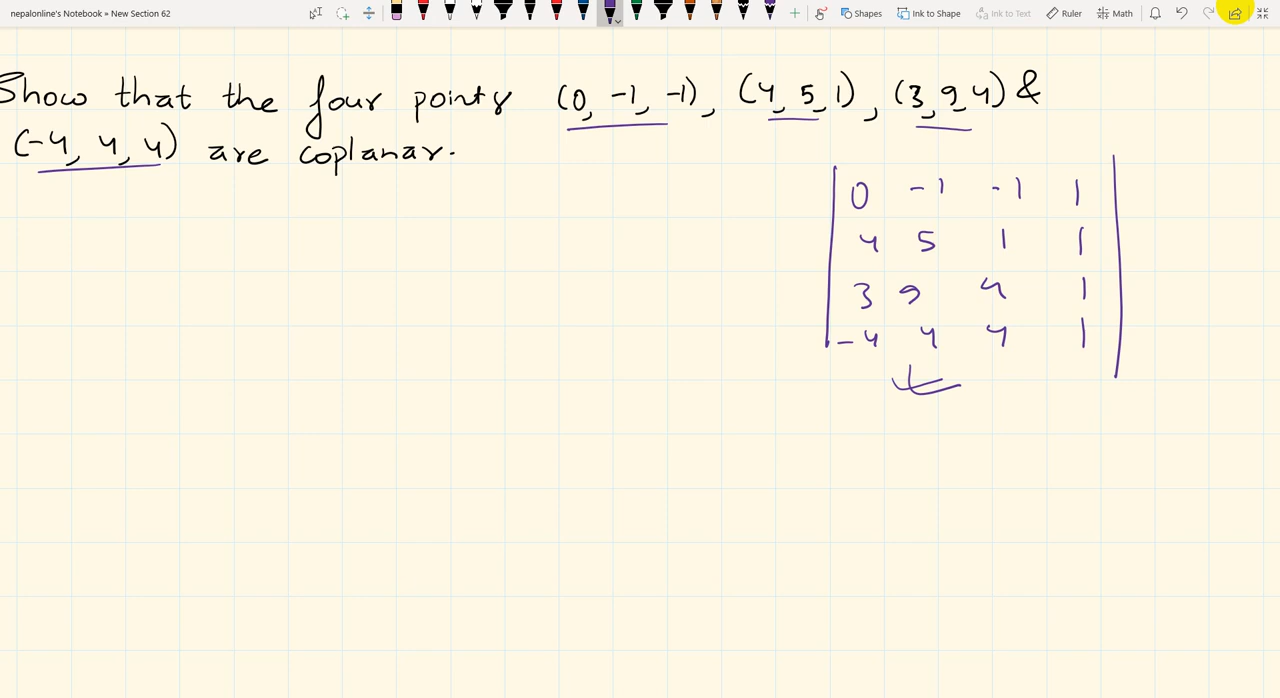 nepalonline's Notebook » New Section 62
Shapes Ink to Shape Ink to Text Ruler Math
Show that the four points (0, -1, -1), (4, 5, 1), (3, 9, 4) &
(-4, 4, 4) are coplanar.
0 -1 -1 1
4 5 1 1
3 9 4 1
-4 4 4 1